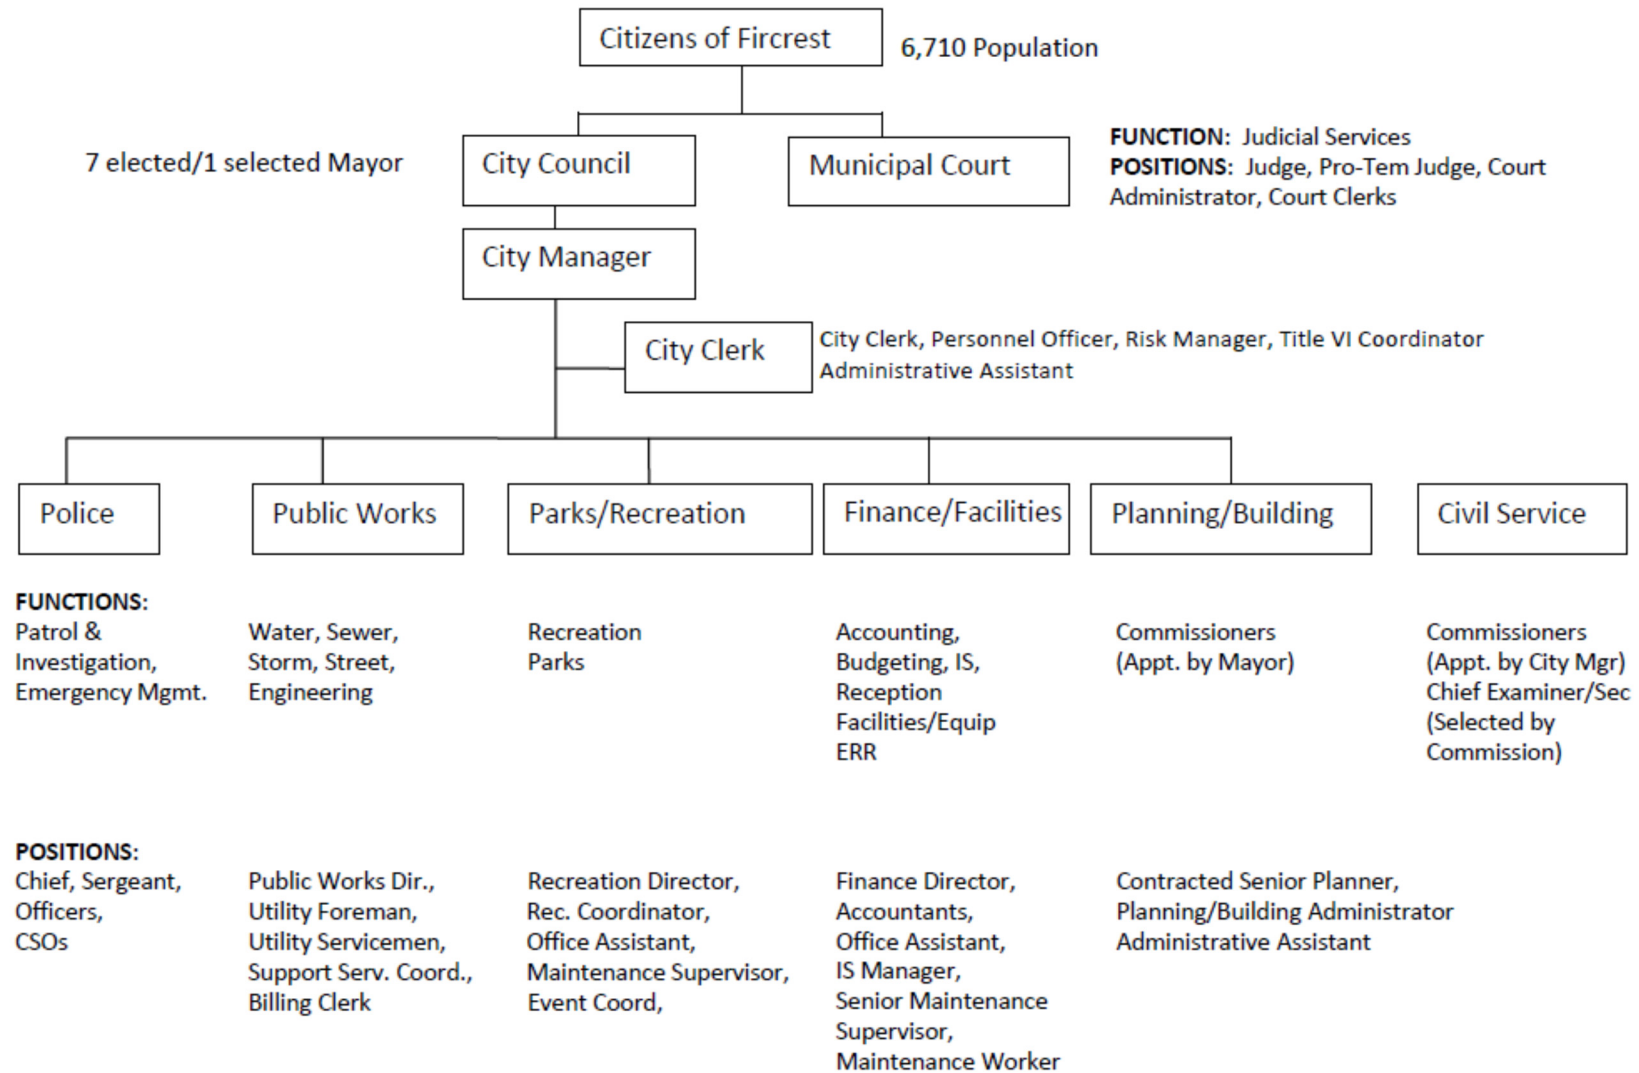 Citizens of Fircrest
6,710 Population
7 elected/1 selected Mayor
City Council
Municipal Court
FUNCTION: Judicial Services
POSITIONS: Judge, Pro-Tem Judge, Court
Administrator, Court Clerks
City Manager
City Clerk
City Clerk, Personnel Officer, Risk Manager, Title VI Coordinator
Administrative Assistant
Police
Public Works
Parks/Recreation
Finance/Facilities
Planning/Building
Civil Service
FUNCTIONS:
Patrol &
Investigation,
Emergency Mgmt.
Water, Sewer,
Storm, Street,
Engineering
Recreation
Parks
Accounting,
Budgeting, IS,
Reception
Facilities/Equip
ERR
Commissioners
(Appt. by Mayor)
Commissioners
(Appt. by City Mgr)
Chief Examiner/Sec
(Selected by
Commission)
POSITIONS:
Chief, Sergeant,
Officers,
CSOs
Public Works Dir.,
Utility Foreman,
Utility Servicemen,
Support Serv. Coord.,
Billing Clerk
Recreation Director,
Rec. Coordinator,
Office Assistant,
Maintenance Supervisor,
Event Coord,
Finance Director,
Accountants,
Office Assistant,
IS Manager,
Senior Maintenance
Supervisor,
Maintenance Worker
Contracted Senior Planner,
Planning/Building Administrator
Administrative Assistant